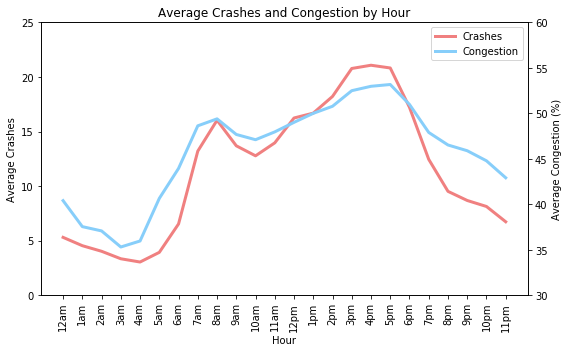 Average Crashes and Congestion by Hour
Crashes
Congestion
Average Crashes
25
20
15
10
5
0
60
55
50
45
40
35
30
Average Congestion (%)
12am 1am 2am 3am 4am 5am 6am 7am 8am 9am 10am 11am 12pm 1pm 2pm 3pm 4pm 5pm 6pm 7pm 8pm 9pm 10pm 11pm
Hour